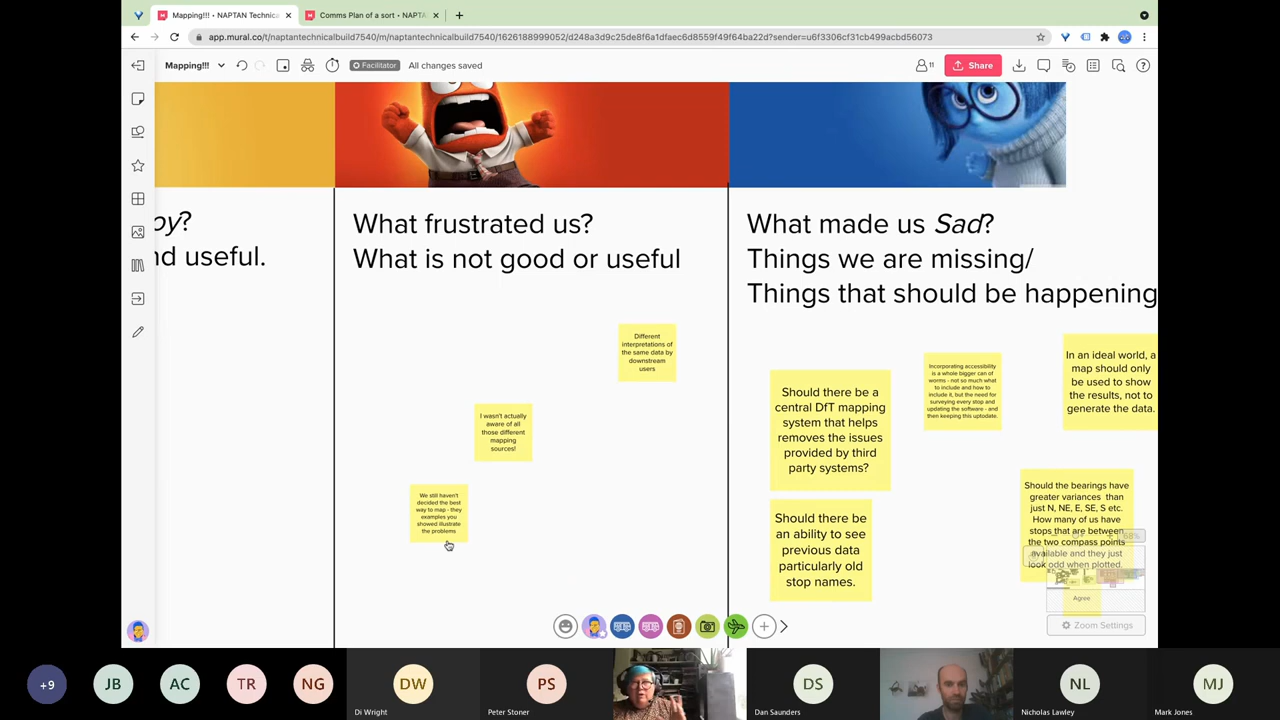 Mapping!!! • NAPTAN Technica
Comms Plan of a sort • NAPT
app.mural.co/t/naptantechnicalbuild7540/m/naptantechnicalbuild7540/1626188999052/d248a3d9c25de8f6a1dfaec6d8559f49f64ba22d?sender=u6f3306cf31cb499acbd56073
Mapping!!!
Facilitator
All changes saved
11
Share
oy?
nd useful.
What frustrated us?
What is not good or useful
What made us Sad?
Things we are missing/
Things that should be happening
Different
interpretations of
the same data by
downstream
users
I wasn't actually
aware of all
those different
mapping
sources!
We still haven't
decided the best
way to map - they
examples you
showed illustrate
the problems
Should there be a
central DfT mapping
system that helps
removes the issues
provided by third
party systems?
Incorporating accessibility
is a whole bigger can of
worms - not so much what
to include and how to
include it, but the need for
surveying every stop and
updating the software - and
then keeping this uptodate.
In an ideal world, a
map should only
be used to show
the results, not to
generate the data.
Should there be
an ability to see
previous data
particularly old
stop names.
Should the bearings have
greater variances than
just N, NE, E, SE, S etc.
How many of us have
stops that are between
the two compass points
available and they just
look odd when plotted.
68%
Agree
Zoom Settings
+9
JB
AC
TR
NG
DW
Di Wright
PS
Peter Stoner
DS
Dan Saunders
NL
Nicholas Lawley
MJ
Mark Jones